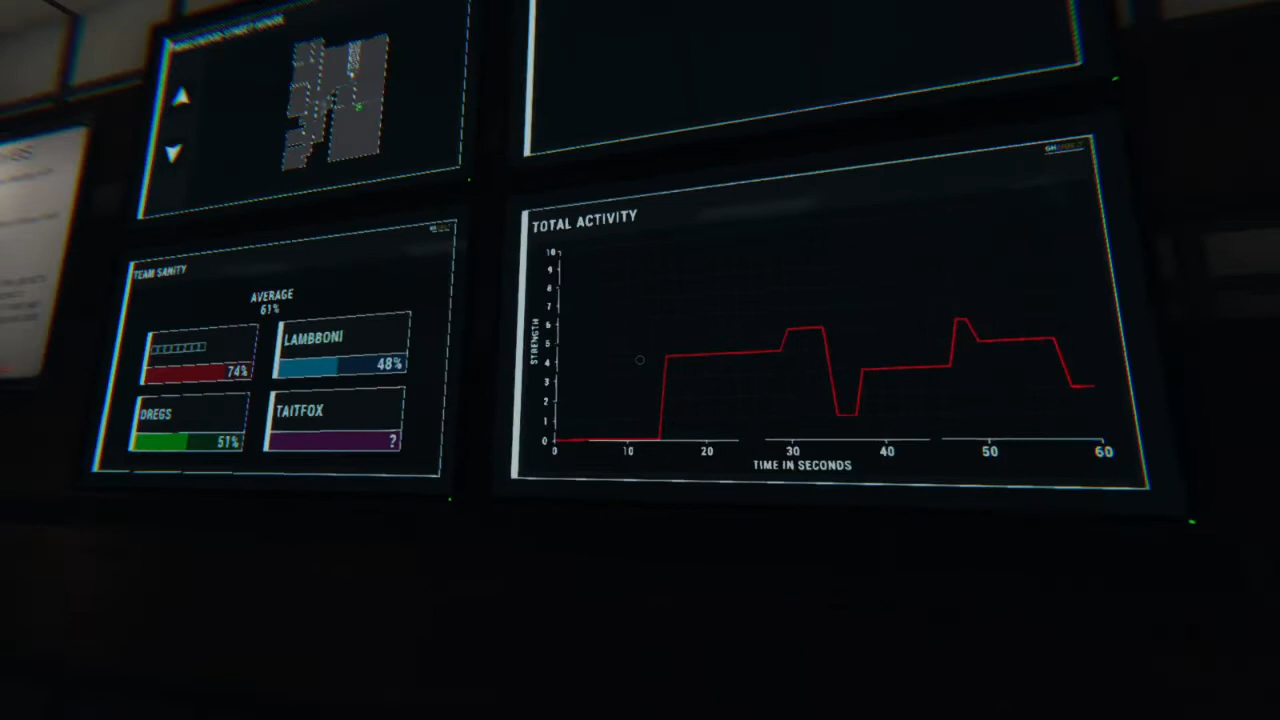 TEAM SANITY
AVERAGE
61%
□□□□□□□
74%
LAMBBONI
48%
DREGS
51%
TAITFOX
?
TOTAL ACTIVITY
STRENGTH
10
9
8
7
6
5
4
3
2
1
0
0 10 20 30 40 50 60
TIME IN SECONDS